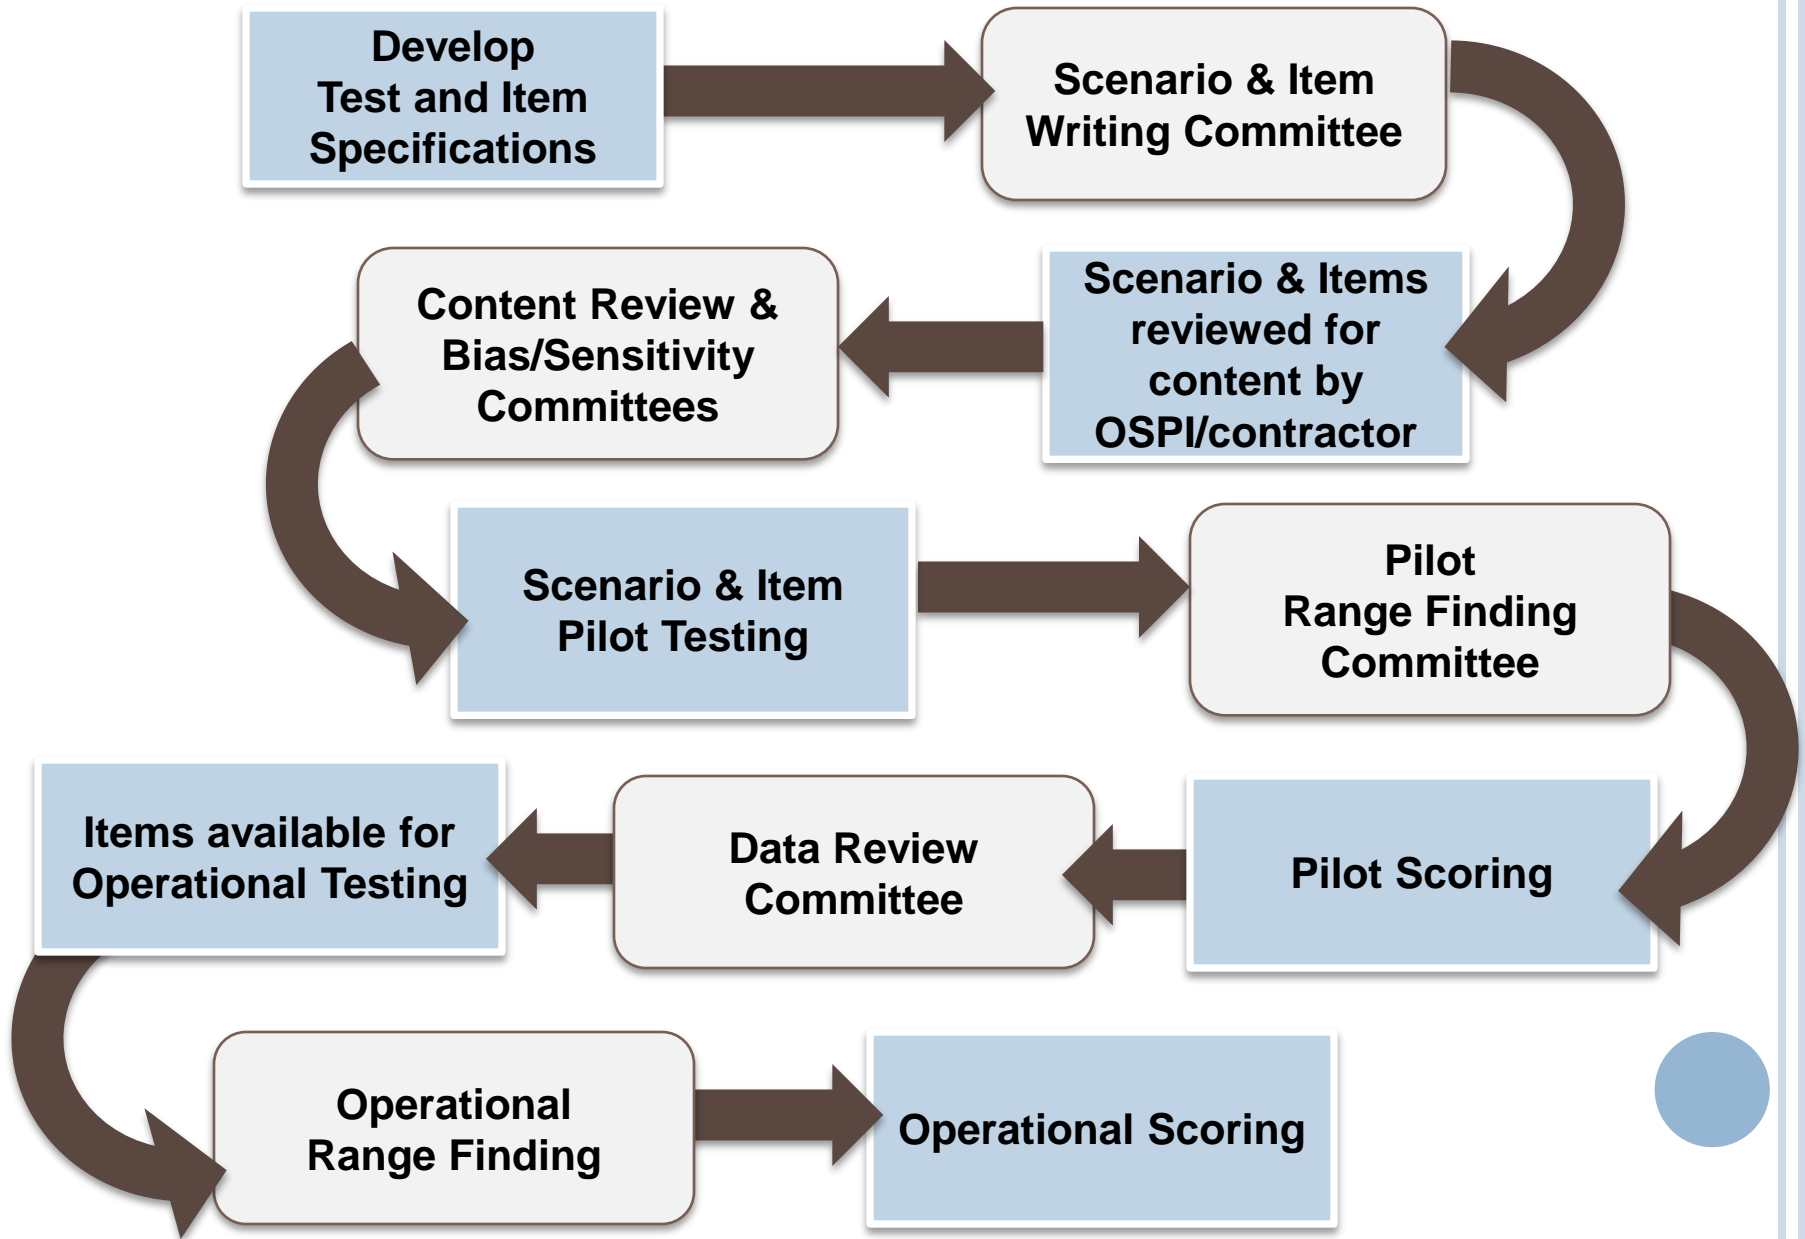 Develop
Test and Item
Specifications
Scenario & Item
Writing Committee
Scenario & Items
reviewed for
content by
OSPI/contractor
Content Review &
Bias/Sensitivity
Committees
Scenario & Item
Pilot Testing
Pilot
Range Finding
Committee
Pilot Scoring
Data Review
Committee
Items available for
Operational Testing
Operational
Range Finding
Operational Scoring